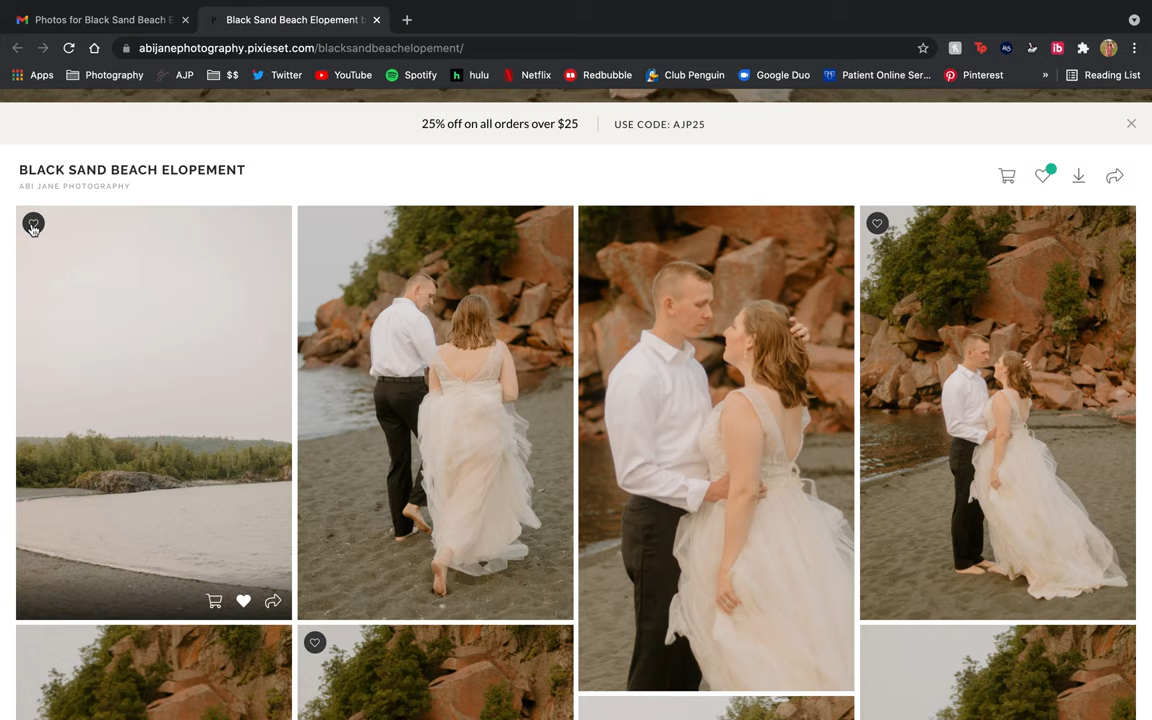 Photos for Black Sand Beach E
Black Sand Beach Elopement b
abijanephotography.pixieset.com/blacksandbeachelopement/
Apps Photography AJP $$ Twitter YouTube Spotify hulu Netflix Redbubble Club Penguin Google Duo Patient Online Ser... Pinterest » Reading List
25% off on all orders over $25 USE CODE: AJP25
BLACK SAND BEACH ELOPEMENT
ABI JANE PHOTOGRAPHY